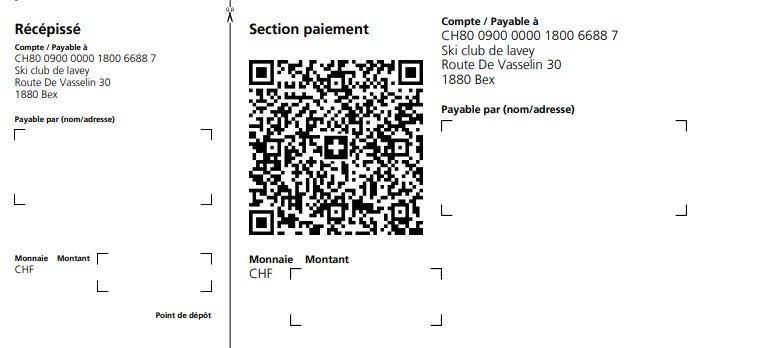 Récépissé
Compte / Payable à
CH80 0900 0000 1800 6688 7
Ski club de lavey
Route De Vasselin 30
1880 Bex
Payable par (nom/adresse)
Monnaie Montant
CHF
Point de dépôt
Section paiement
Monnaie Montant
CHF
Compte / Payable à
CH80 0900 0000 1800 6688 7
Ski club de lavey
Route De Vasselin 30
1880 Bex
Payable par (nom/adresse)